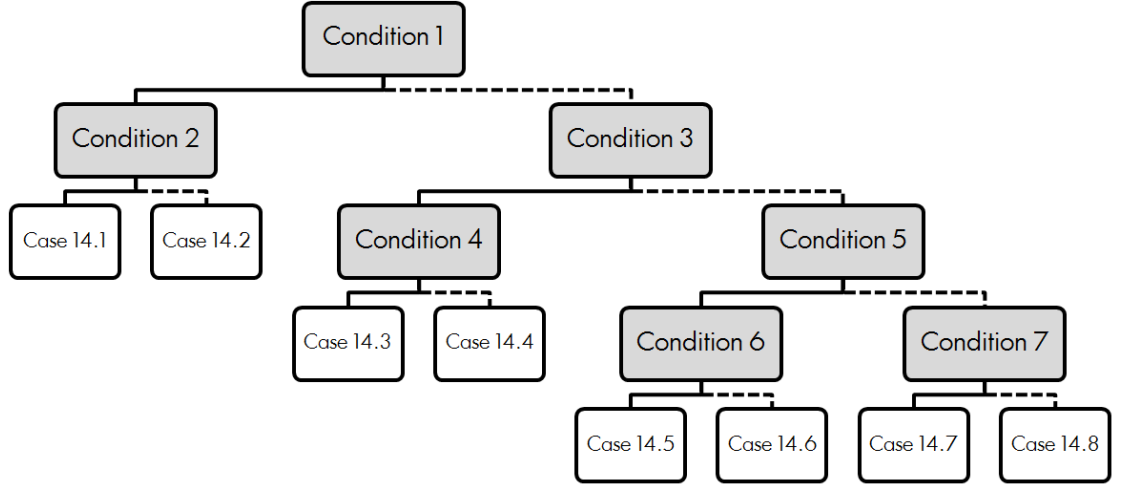 Condition 1
Condition 2
Condition 3
Case 14.1
Case 14.2
Condition 4
Condition 5
Case 14.3
Case 14.4
Condition 6
Condition 7
Case 14.5
Case 14.6
Case 14.7
Case 14.8